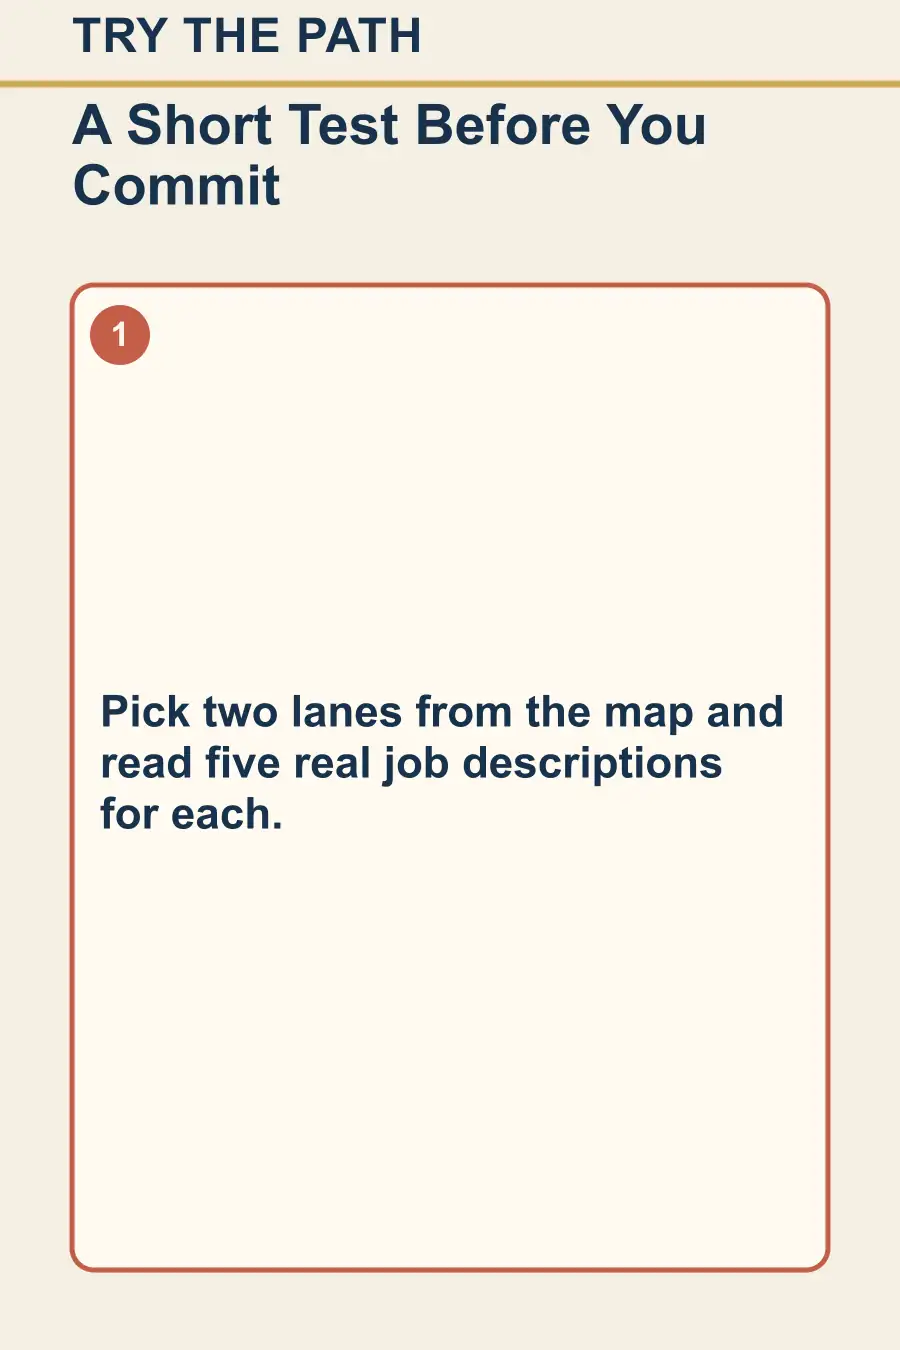 TRY THE PATH
A Short Test Before You
Commit
1
Pick two lanes from the map and
read five real job descriptions
for each.